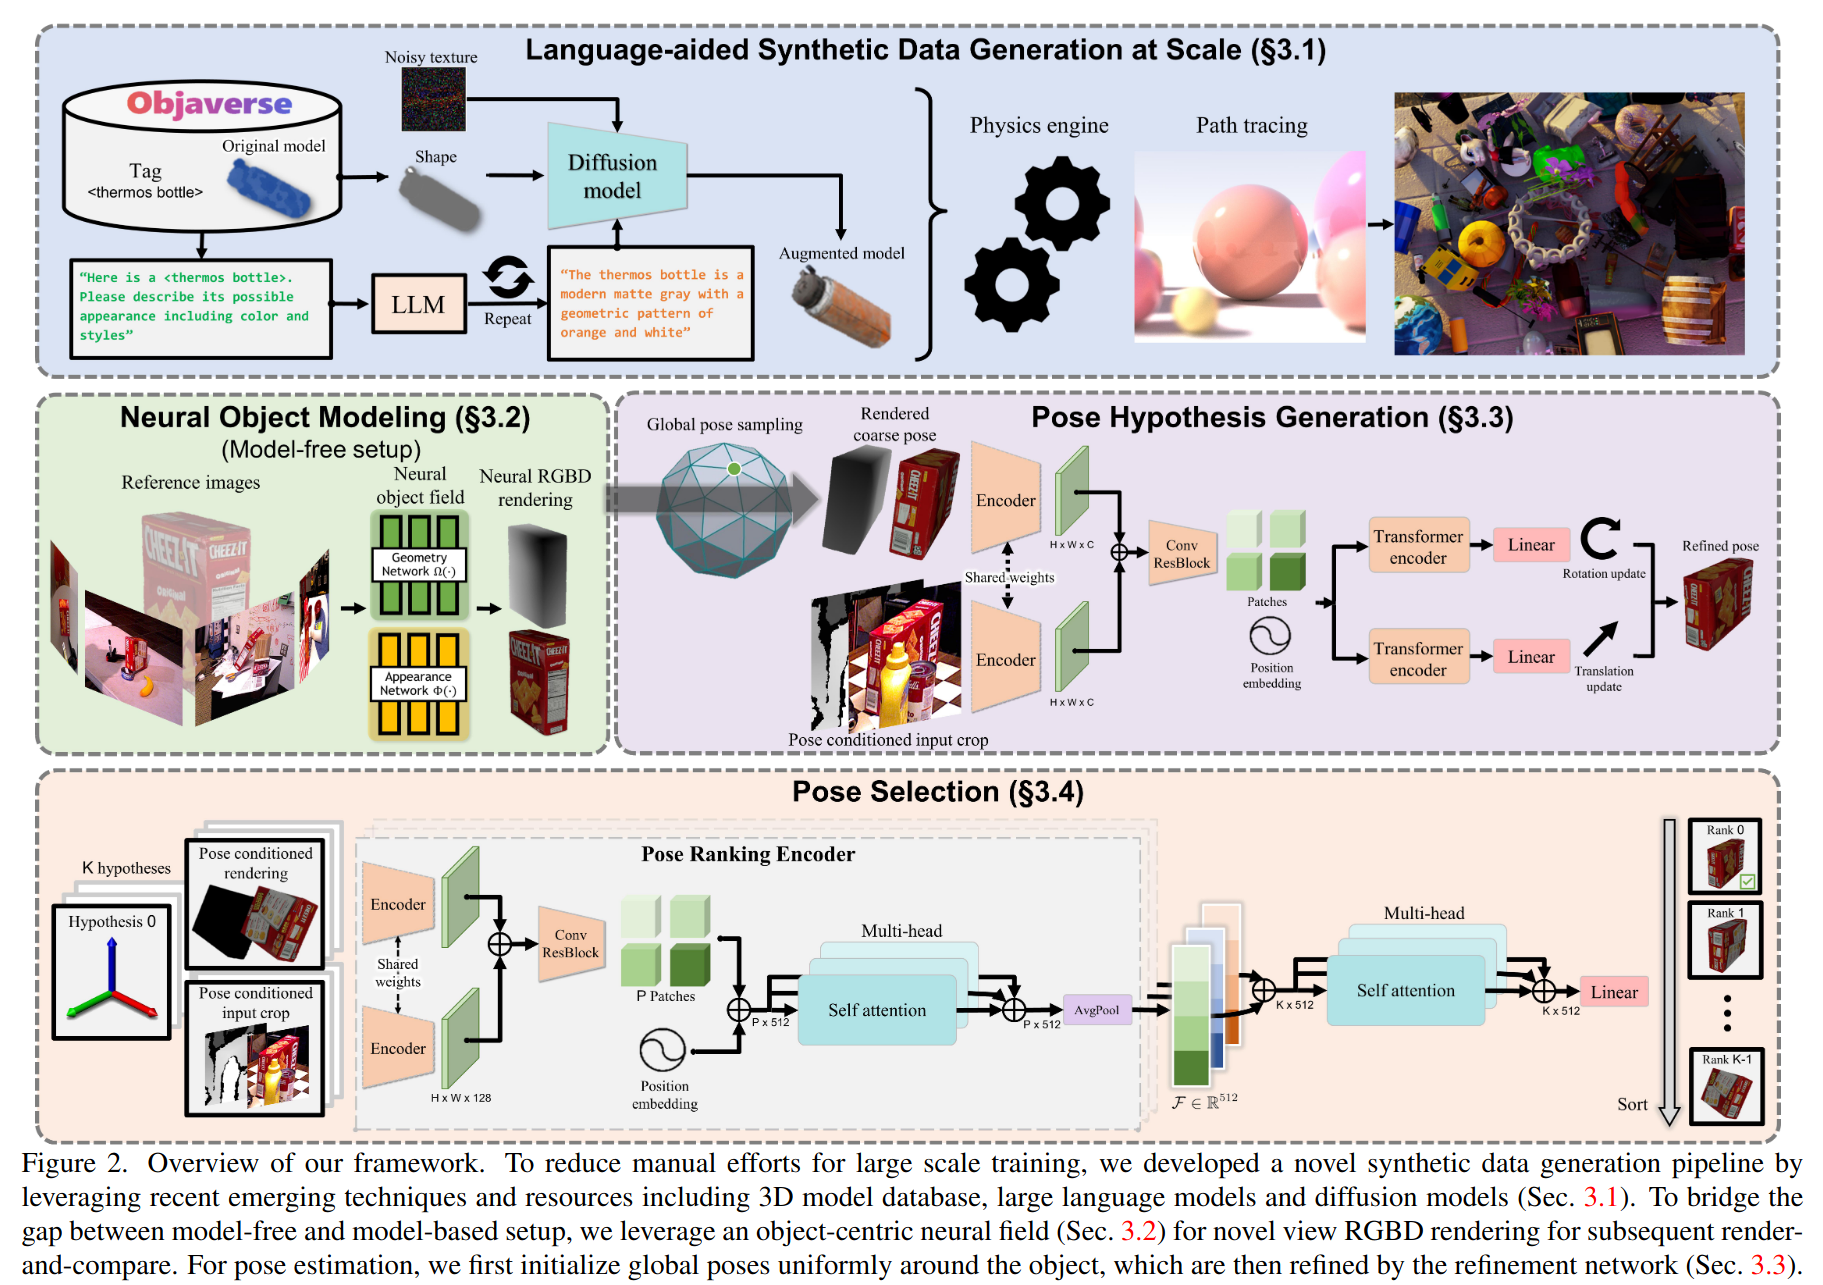 Language-aided Synthetic Data Generation at Scale (§3.1)
Noisy texture
Objaverse
Original model
Tag
<thermos bottle>
Shape
Diffusion
model
Physics engine
Path tracing
Augmented model
“Here is a <thermos bottle>.
Please describe its possible
appearance including color and
styles”
LLM
Repeat
“The thermos bottle is a
modern matte gray with a
geometric pattern of
orange and white”
Neural Object Modeling (§3.2)
(Model-free setup)
Reference images
Neural
object field
Neural RGBD
rendering
CHEEZ-IT
CHEEZ-IT
ORIGINAL
Geometry
Network Ω(·)
Appearance
Network Φ(·)
CHEEZ-IT
Pose Hypothesis Generation (§3.3)
Global pose sampling
Rendered
coarse pose
CHEEZ-IT
Encoder
H x W x C
Shared weights
Encoder
H x W x C
Pose conditioned input crop
Conv
ResBlock
Patches
Position
embedding
Transformer
encoder
Linear
Rotation update
Transformer
encoder
Linear
Translation
update
Refined pose
Pose Selection (§3.4)
K hypotheses
Hypothesis 0
Pose conditioned
rendering
Pose conditioned
input crop
Pose Ranking Encoder
Encoder
Shared
weights
Encoder
H x W x 128
Conv
ResBlock
P Patches
Position
embedding
P x 512
Multi-head
Self attention
P x 512
AvgPool
ℱ ∈ ℝ^512
K x 512
Multi-head
Self attention
K x 512
Linear
Sort
Rank 0
Rank 1
Rank K-1
Figure 2. Overview of our framework. To reduce manual efforts for large scale training, we developed a novel synthetic data generation pipeline by
leveraging recent emerging techniques and resources including 3D model database, large language models and diffusion models (Sec. 3.1). To bridge the
gap between model-free and model-based setup, we leverage an object-centric neural field (Sec. 3.2) for novel view RGBD rendering for subsequent render-
and-compare. For pose estimation, we first initialize global poses uniformly around the object, which are then refined by the refinement network (Sec. 3.3).